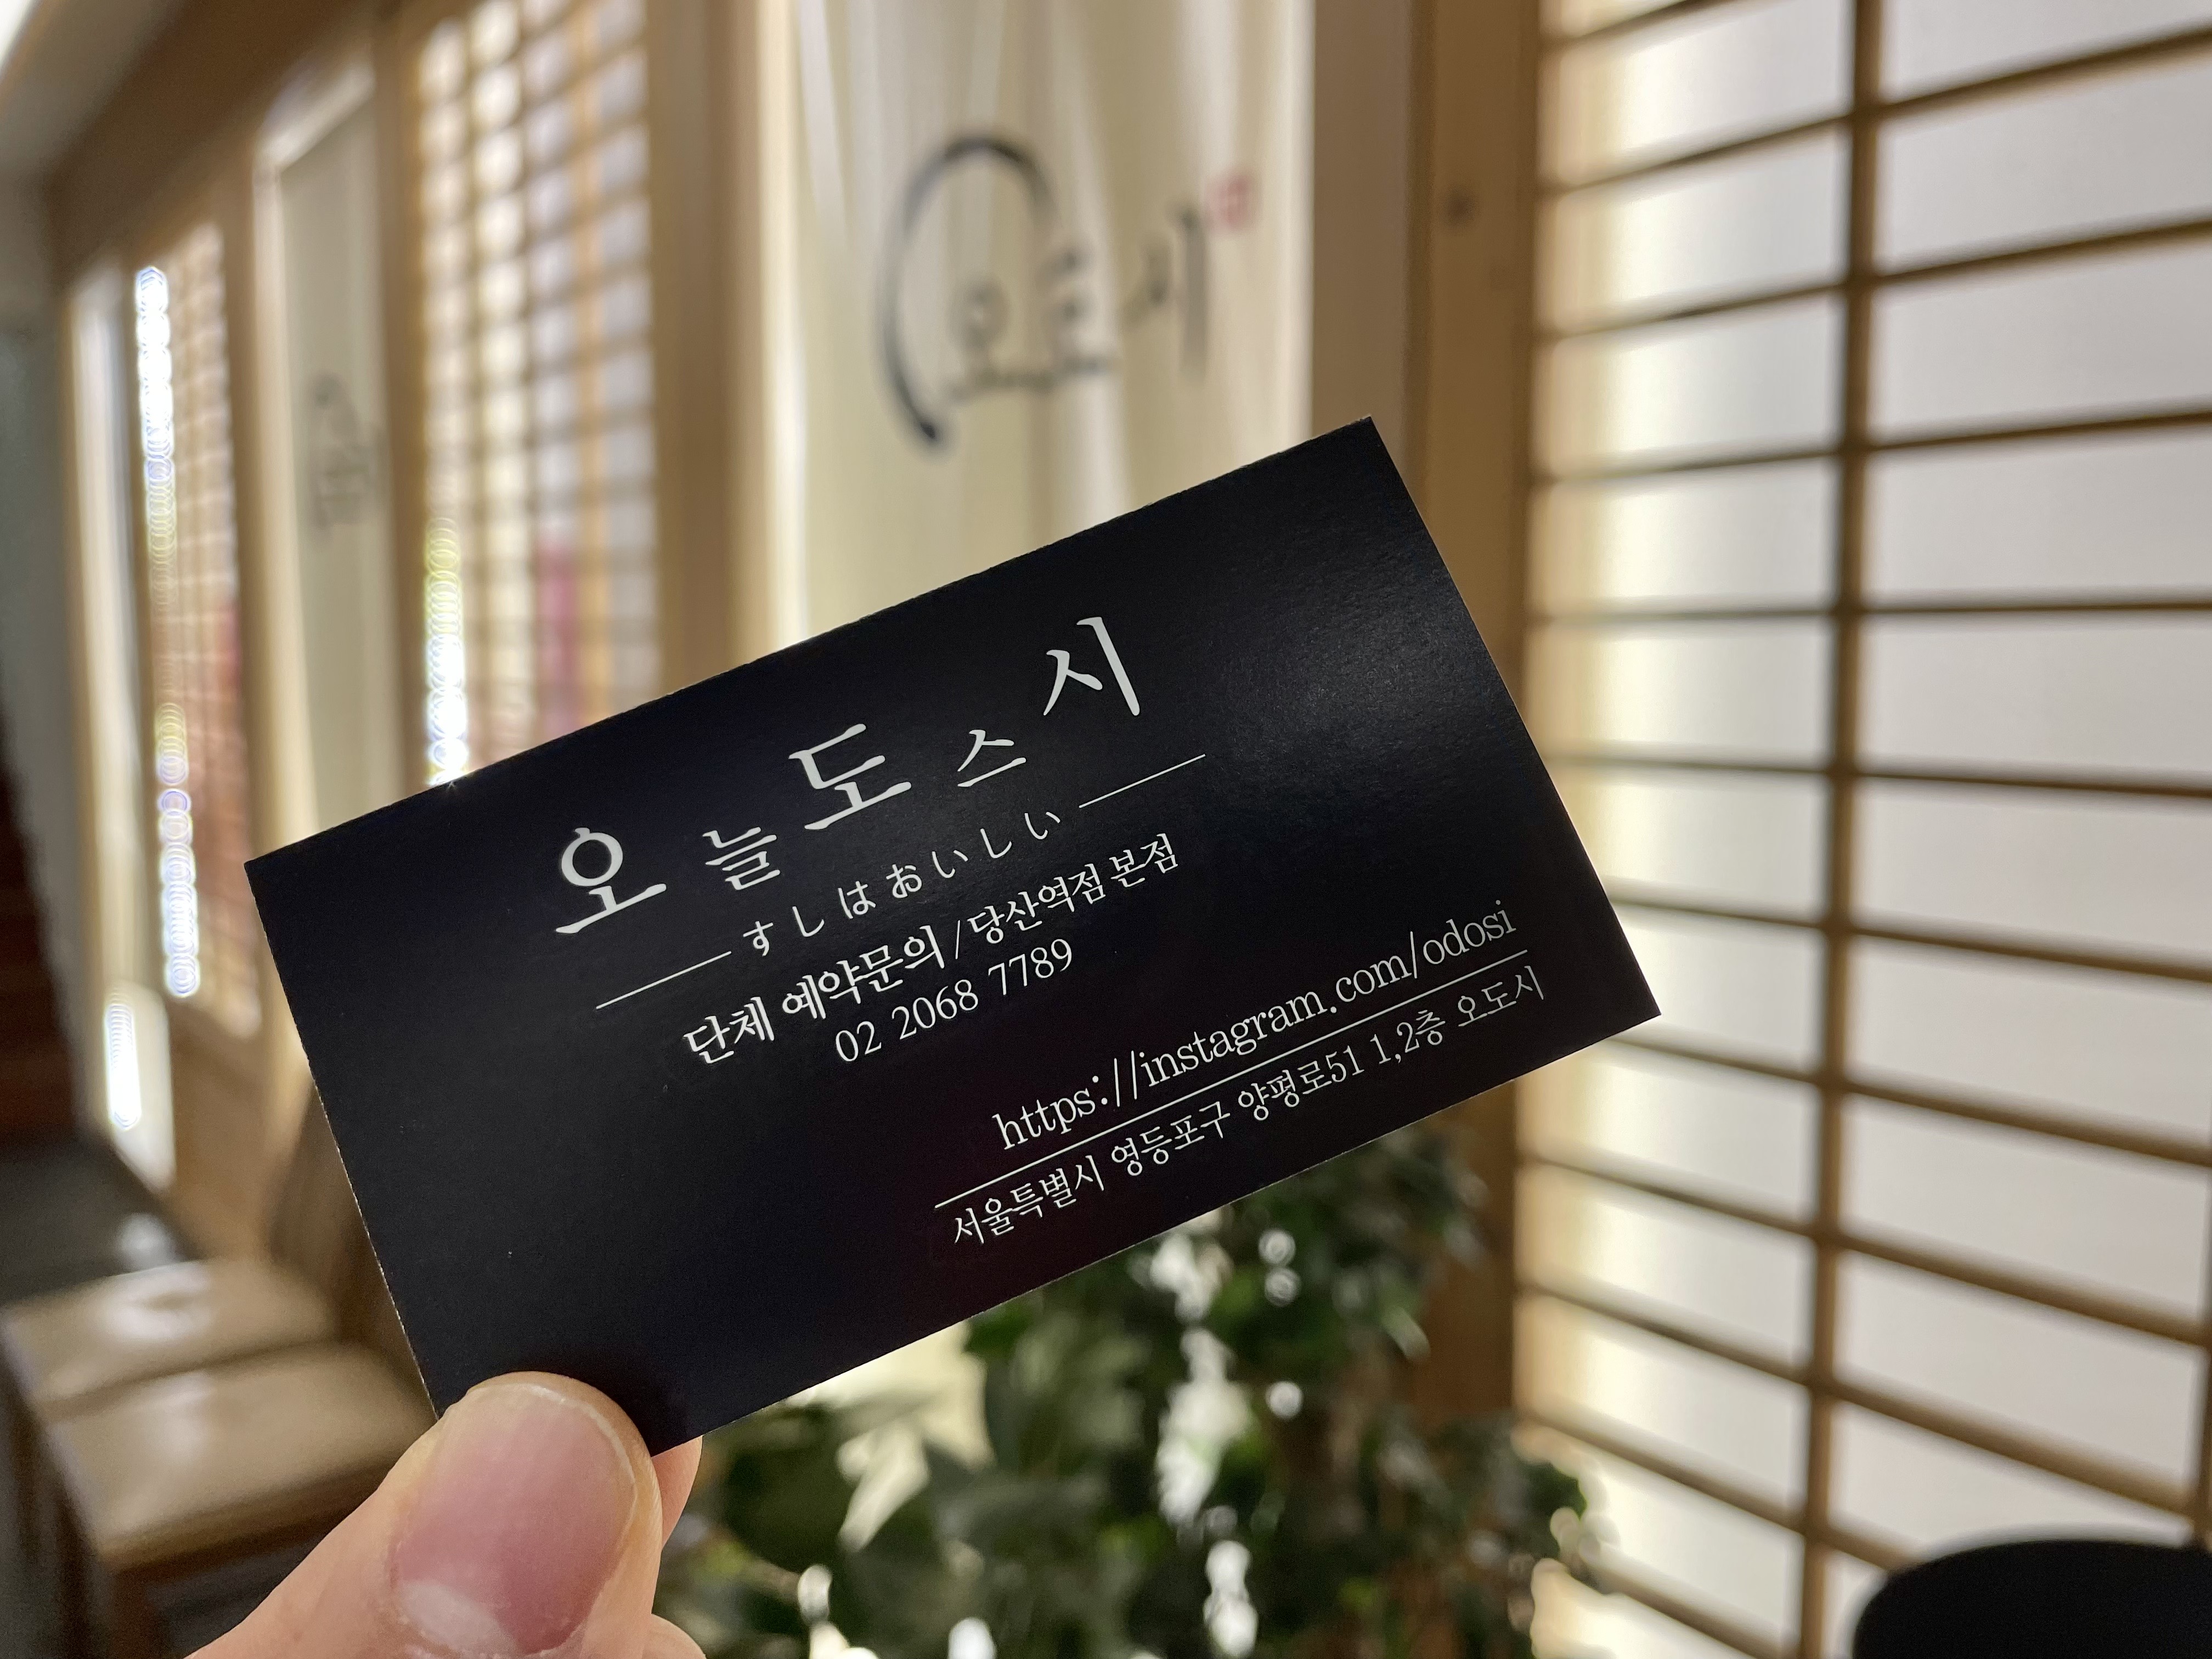 오도시
오늘도스시
すしはおいしい
단체 예약문의/당산역점 본점
02 2068 7789
https://instagram.com/odosi
서울특별시 영등포구 양평로51 1,2층 오도시